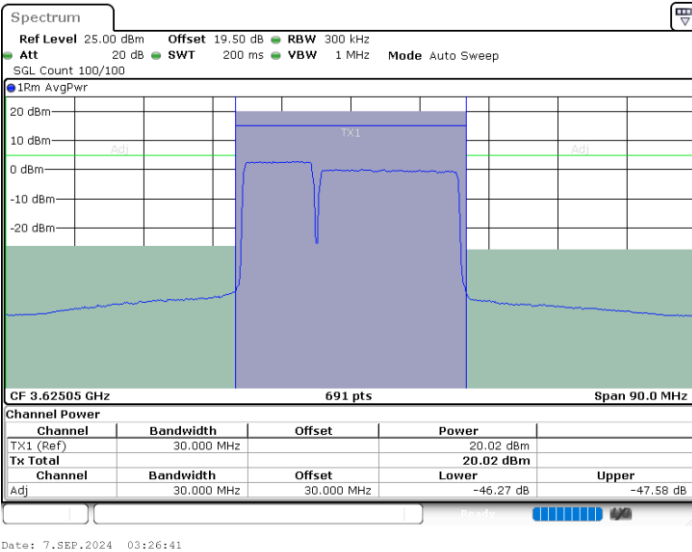 Spectrum
Ref Level 25.00 dBm Offset 19.50 dB RBW 300 kHz
Att 20 dB SWT 200 ms VBW 1 MHz Mode Auto Sweep
SGL Count 100/100
1Rm AvgPwr
20 dBm
TX1
10 dBm
Adj Adj
0 dBm
-10 dBm
-20 dBm
CF 3.62505 GHz 691 pts Span 90.0 MHz
Channel Power
Channel Bandwidth Offset Power
TX1 (Ref) 30.000 MHz 20.02 dBm
Tx Total 20.02 dBm
Channel Bandwidth Offset Lower Upper
Adj 30.000 MHz 30.000 MHz -46.27 dB -47.58 dB
Ready
Date: 7.SEP.2024 03:26:41